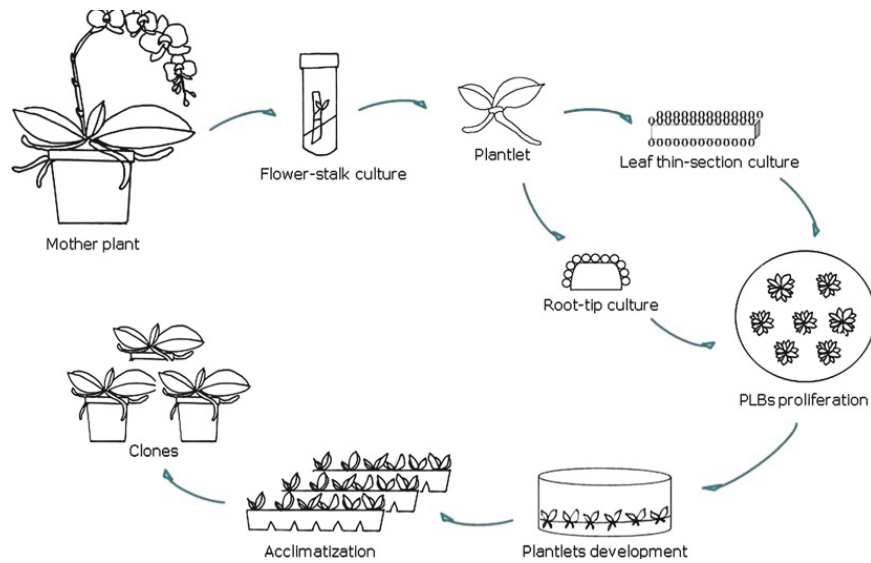 Mother plant
Flower-stalk culture
Plantlet
Leaf thin-section culture
Root-tip culture
PLBs proliferation
Plantlets development
Acclimatization
Clones